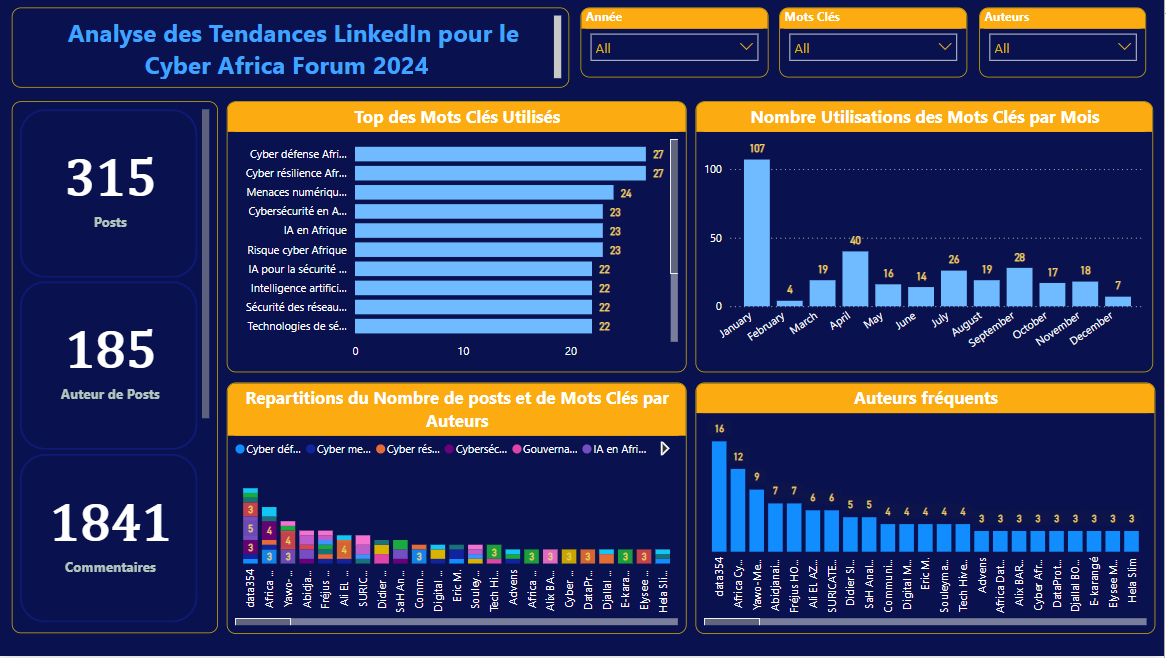 Analyse des Tendances LinkedIn pour le
Cyber Africa Forum 2024
Année
All
Mots Clés
All
Auteurs
All
315
Posts
185
Auteur de Posts
1841
Commentaires
Top des Mots Clés Utilisés
Cyber défense Afri... 27
Cyber résilience Afr... 27
Menaces numériqu... 24
Cybersécurité en A... 23
IA en Afrique 23
Risque cyber Afrique 23
IA pour la sécurité ... 22
Intelligence artifici... 22
Sécurité des réseau... 22
Technologies de sé... 22
0 10 20
Nombre Utilisations des Mots Clés par Mois
100
50
0
107 4 19 40 16 14 26 19 28 17 18 7
January February March April May June July August September October November December
Repartitions du Nombre de posts et de Mots Clés par
Auteurs
Cyber déf... Cyber me... Cyber rés... Cyberséc... Gouverna... IA en Afri...
3 5 3
4 3
4 3
4
3
3
3
3
3
3
3
3
3
data354 Africa ... Yawo-... Abidja... Fréjus ... Ali EL ... SURIC... Didier ... SaH An... Comm... Digital ... Eric M. Souley... Tech Hi... Advens Africa ... Alix BA... Cyber ... DataPr... Djallal... E-kara... Elysee... Hela Sli...
Auteurs fréquents
16 12 9 7 7 6 6 5 5 4 4 4 4 4 3 3 3 3 3 3 3 3 3
data354 Africa Cy... Yawo-Me... Abidjanai... Fréjus HO... Ali EL AZ... SURICATE... Didier SI... SaH Anal... Communi... Digital M... Eric M. Souleyma... Tech Hive... Advens Africa Dat... Alix BAR... Cyber Afr... DataProt... Djallal BO... E-karangé Elysee M... Hela Slim